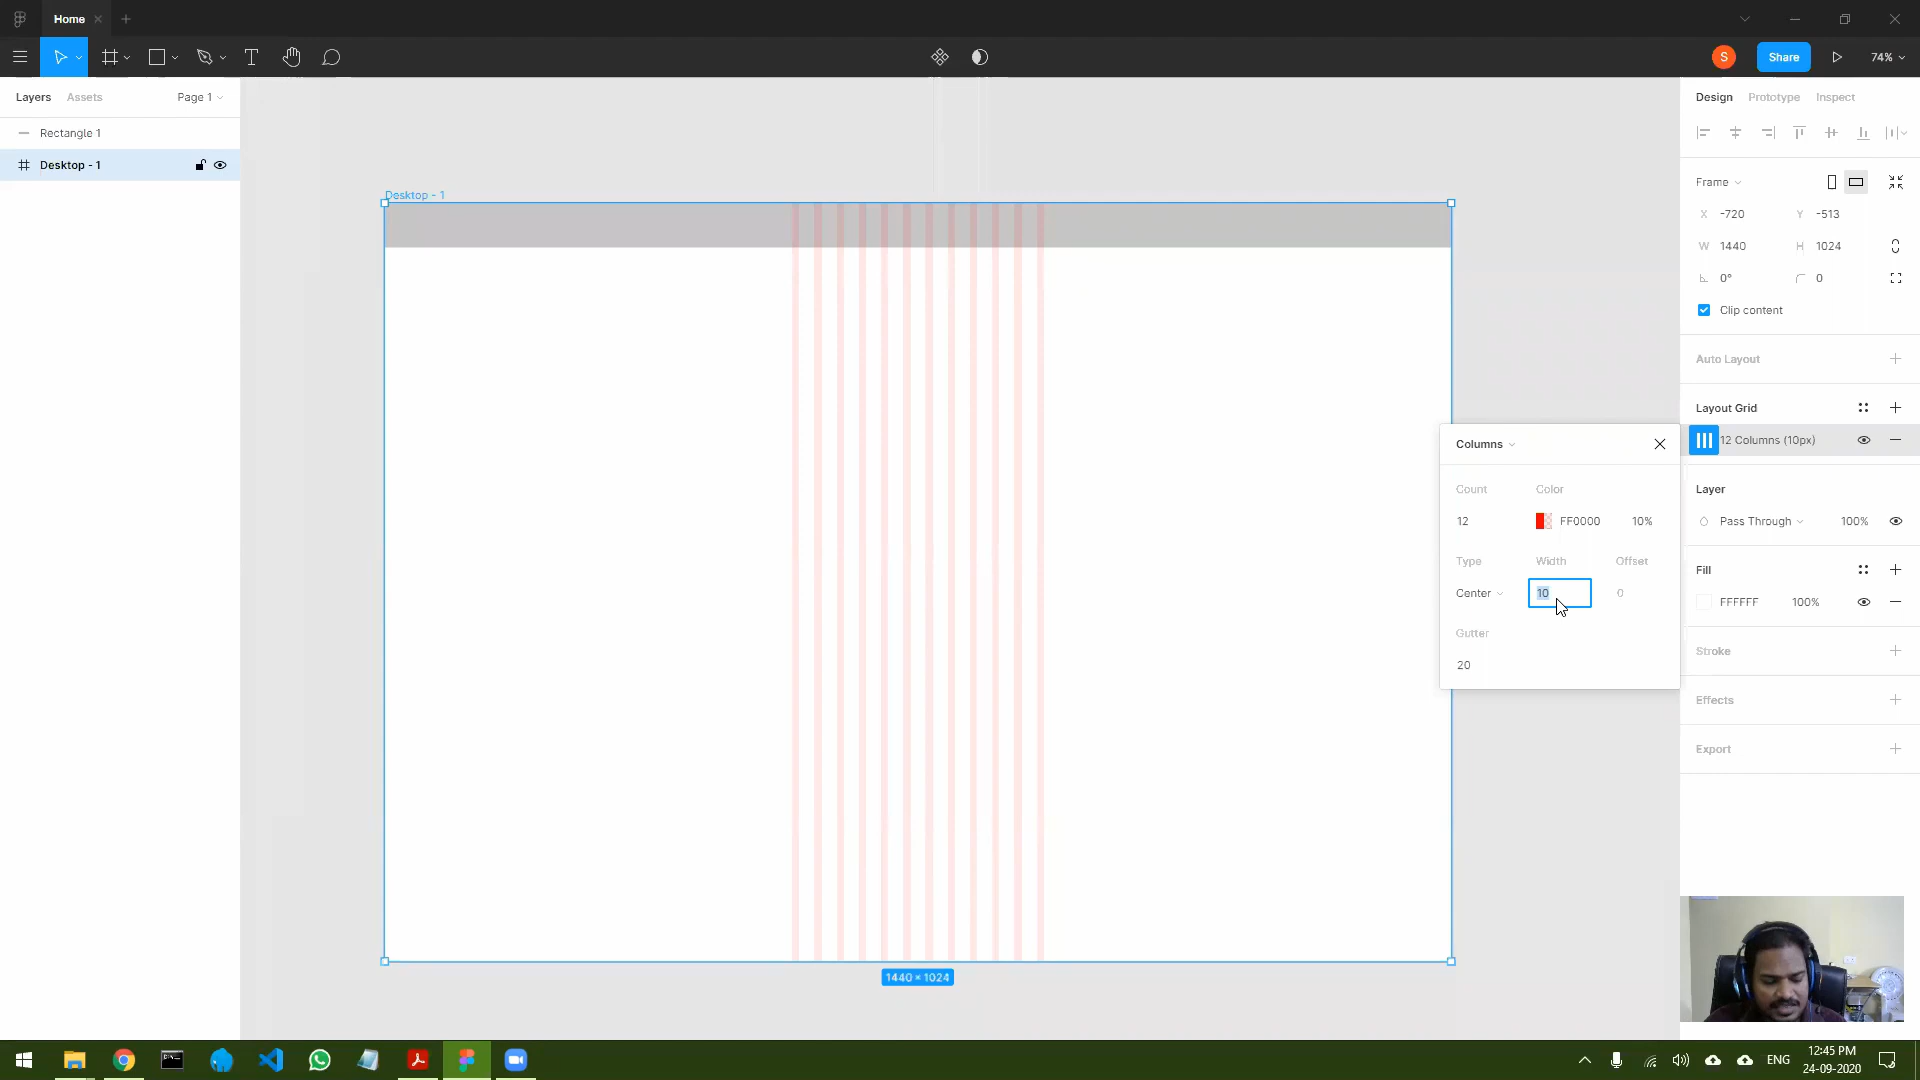 Home
S
Share
74%
Layers
Assets
Page 1
Design
Prototype
Inspect
Rectangle 1
Desktop - 1
Desktop - 1
Frame
X -720 Y -513
W 1440 H 1024
0° 0
Clip content
Auto Layout
Layout Grid
12 Columns (10px)
Columns
Count Color
12 FF0000 10%
Type Width Offset
Center 10 0
Gutter
20
Layer
Pass Through 100%
Fill
FFFFFF 100%
Stroke
Effects
Export
1440 × 1024
ENG
12:45 PM
24-09-2020